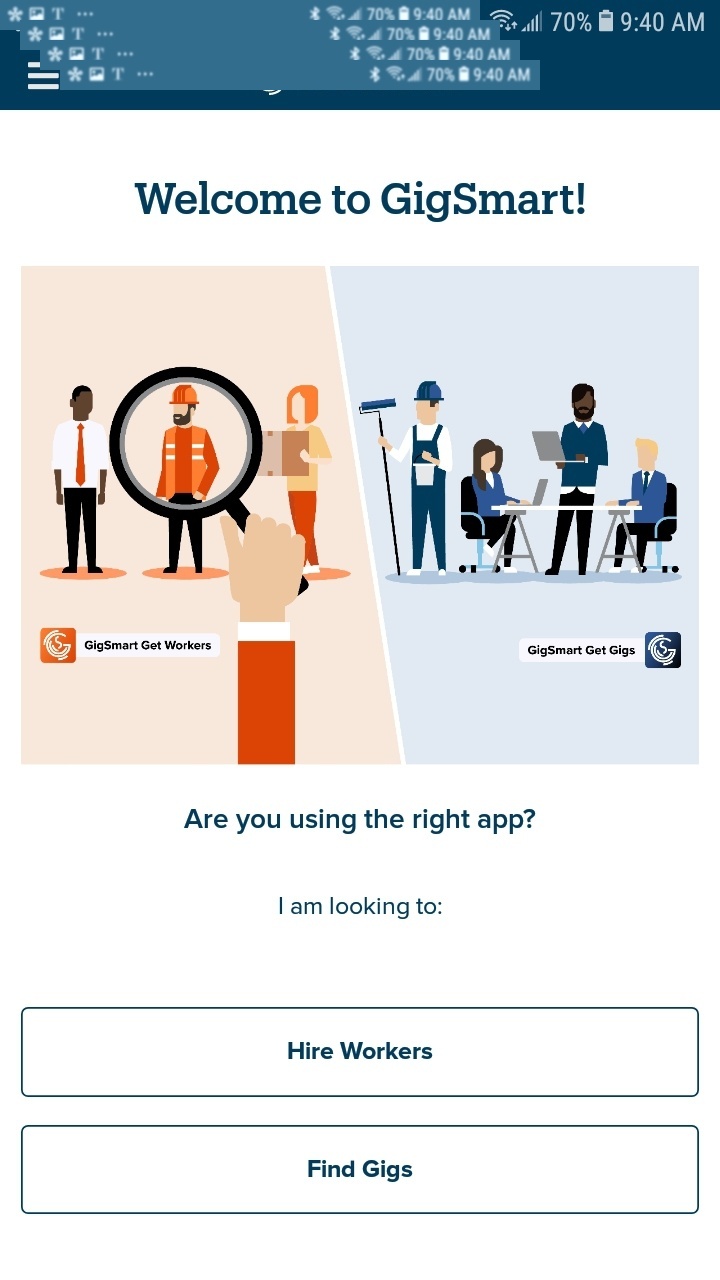 T ... 70% 9:40 AM
70% 9:40 AM
T ... 70% 9:40 AM
T ... 70% 9:40 AM
T ... 70% 9:40 AM
Welcome to GigSmart!
GigSmart Get Workers
GigSmart Get Gigs
Are you using the right app?
I am looking to:
Hire Workers
Find Gigs